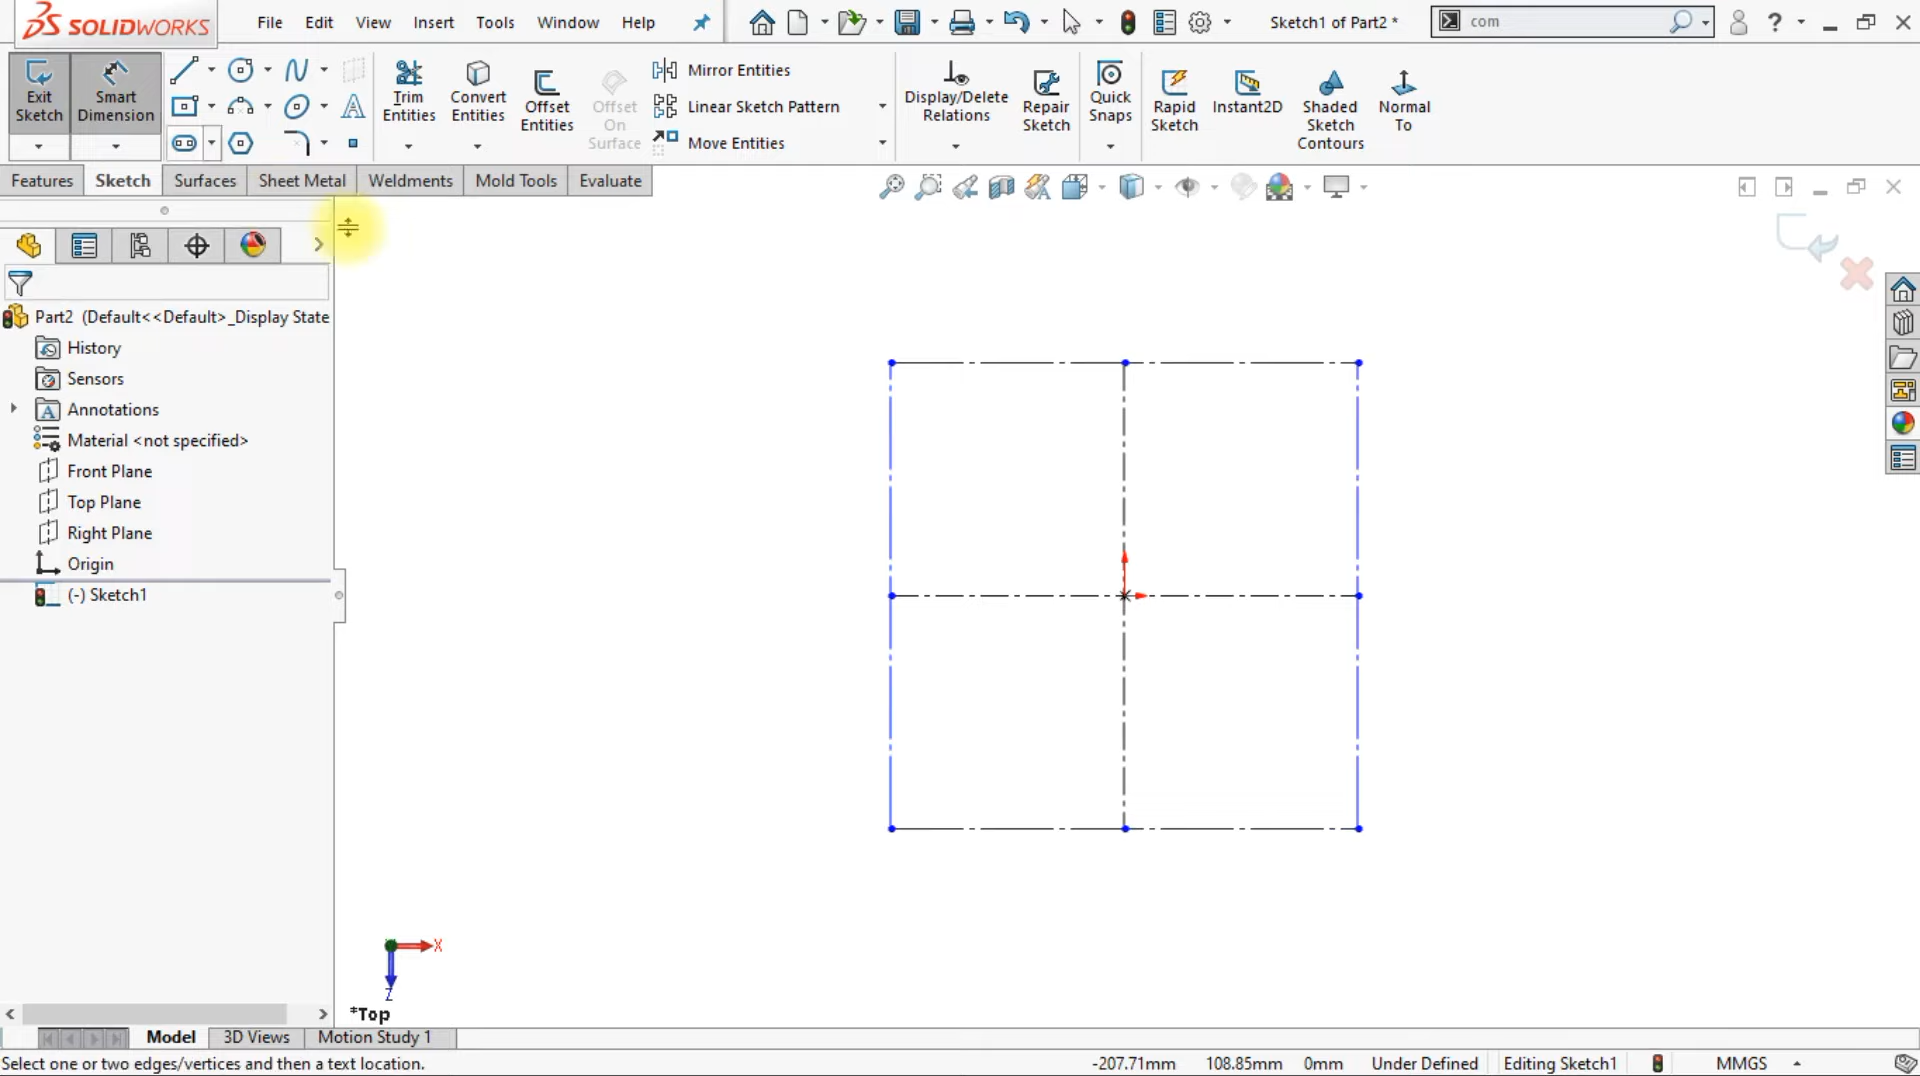 SOLIDWORKS File Edit View Insert Tools Window Help Sketch1 of Part2 * com ?
Exit Sketch
Smart Dimension
Trim Entities
Convert Entities
Offset Entities
Offset On Surface
Mirror Entities
Linear Sketch Pattern
Move Entities
Display/Delete Relations
Repair Sketch
Quick Snaps
Rapid Sketch
Instant2D
Shaded Sketch Contours
Normal To
Features Sketch Surfaces Sheet Metal Weldments Mold Tools Evaluate
Part2 (Default<<Default>_Display State
History
Sensors
Annotations
Material <not specified>
Front Plane
Top Plane
Right Plane
Origin
(-) Sketch1
X
Z
*Top
Model 3D Views Motion Study 1
Select one or two edges/vertices and then a text location. -207.71mm 108.85mm 0mm Under Defined Editing Sketch1 MMGS